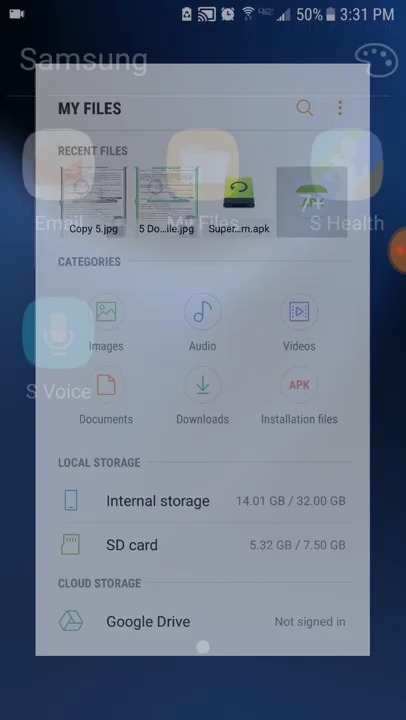 50% 3:31 PM
Samsung
MY FILES
RECENT FILES
Copy 5.jpg
5 Do...ile.jpg
Super...m.apk
Email
My Files
S Health
CATEGORIES
Images
Audio
Videos
S Voice
APK
Documents
Downloads
Installation files
LOCAL STORAGE
Internal storage
14.01 GB / 32.00 GB
SD card
5.32 GB / 7.50 GB
CLOUD STORAGE
Google Drive
Not signed in